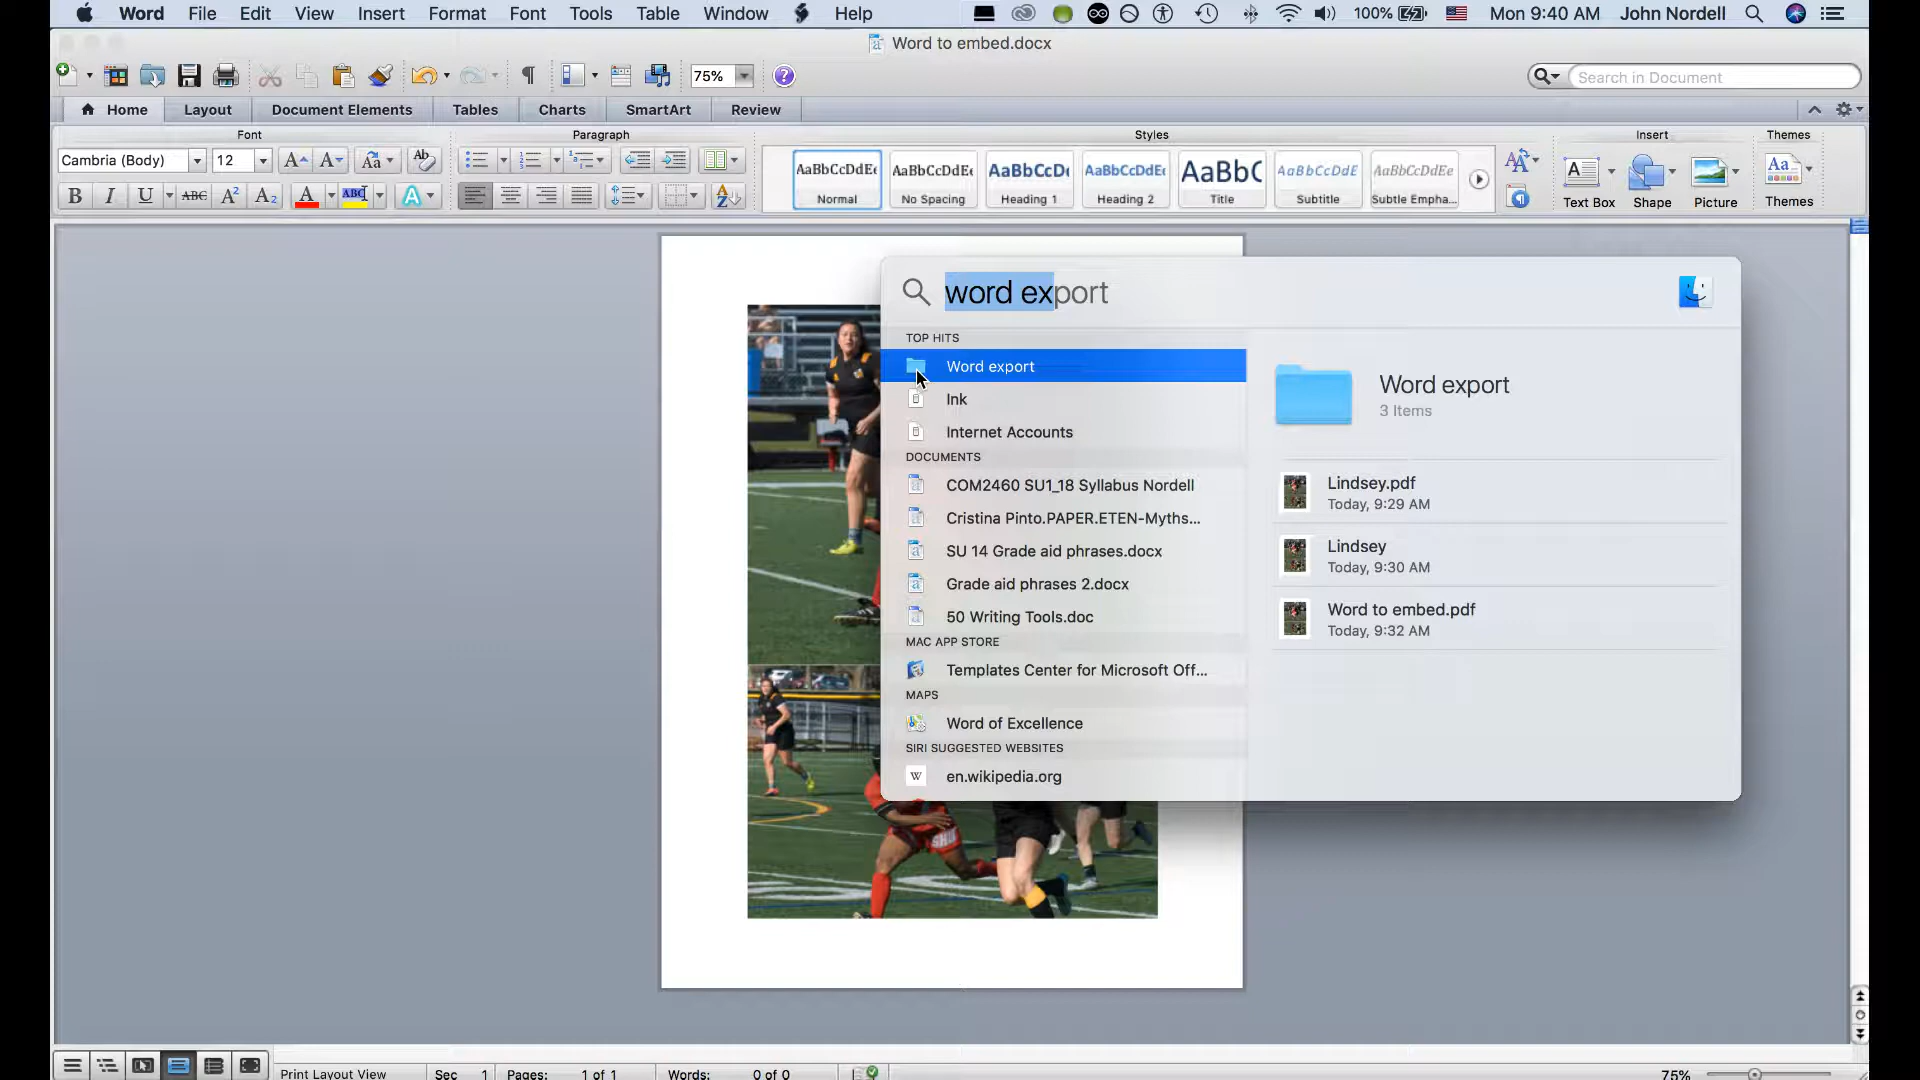 Word File Edit View Insert Format Font Tools Table Window Help 100% Mon 9:40 AM John Nordell
Word to embed.docx
75% Search in Document
Home Layout Document Elements Tables Charts SmartArt Review
Font Paragraph Styles Insert Themes
Cambria (Body) 12
AaBbCcDdEe AaBbCcDdEe AaBbCcDc AaBbCcDdEe AaBbC AaBbCcDdE AaBbCcDdEe
Normal No Spacing Heading 1 Heading 2 Title Subtitle Subtle Empha...
Text Box Shape Picture Themes
word export
TOP HITS
Word export
Ink
Internet Accounts
DOCUMENTS
COM2460 SU1_18 Syllabus Nordell
Cristina Pinto.PAPER.ETEN-Myths...
SU 14 Grade aid phrases.docx
Grade aid phrases 2.docx
50 Writing Tools.doc
MAC APP STORE
Templates Center for Microsoft Off...
MAPS
Word of Excellence
SIRI SUGGESTED WEBSITES
en.wikipedia.org
Word export
3 Items
Lindsey.pdf
Today, 9:29 AM
Lindsey
Today, 9:30 AM
Word to embed.pdf
Today, 9:32 AM
SHU
Print Layout View Sec 1 Pages: 1 of 1 Words: 0 of 0 75%